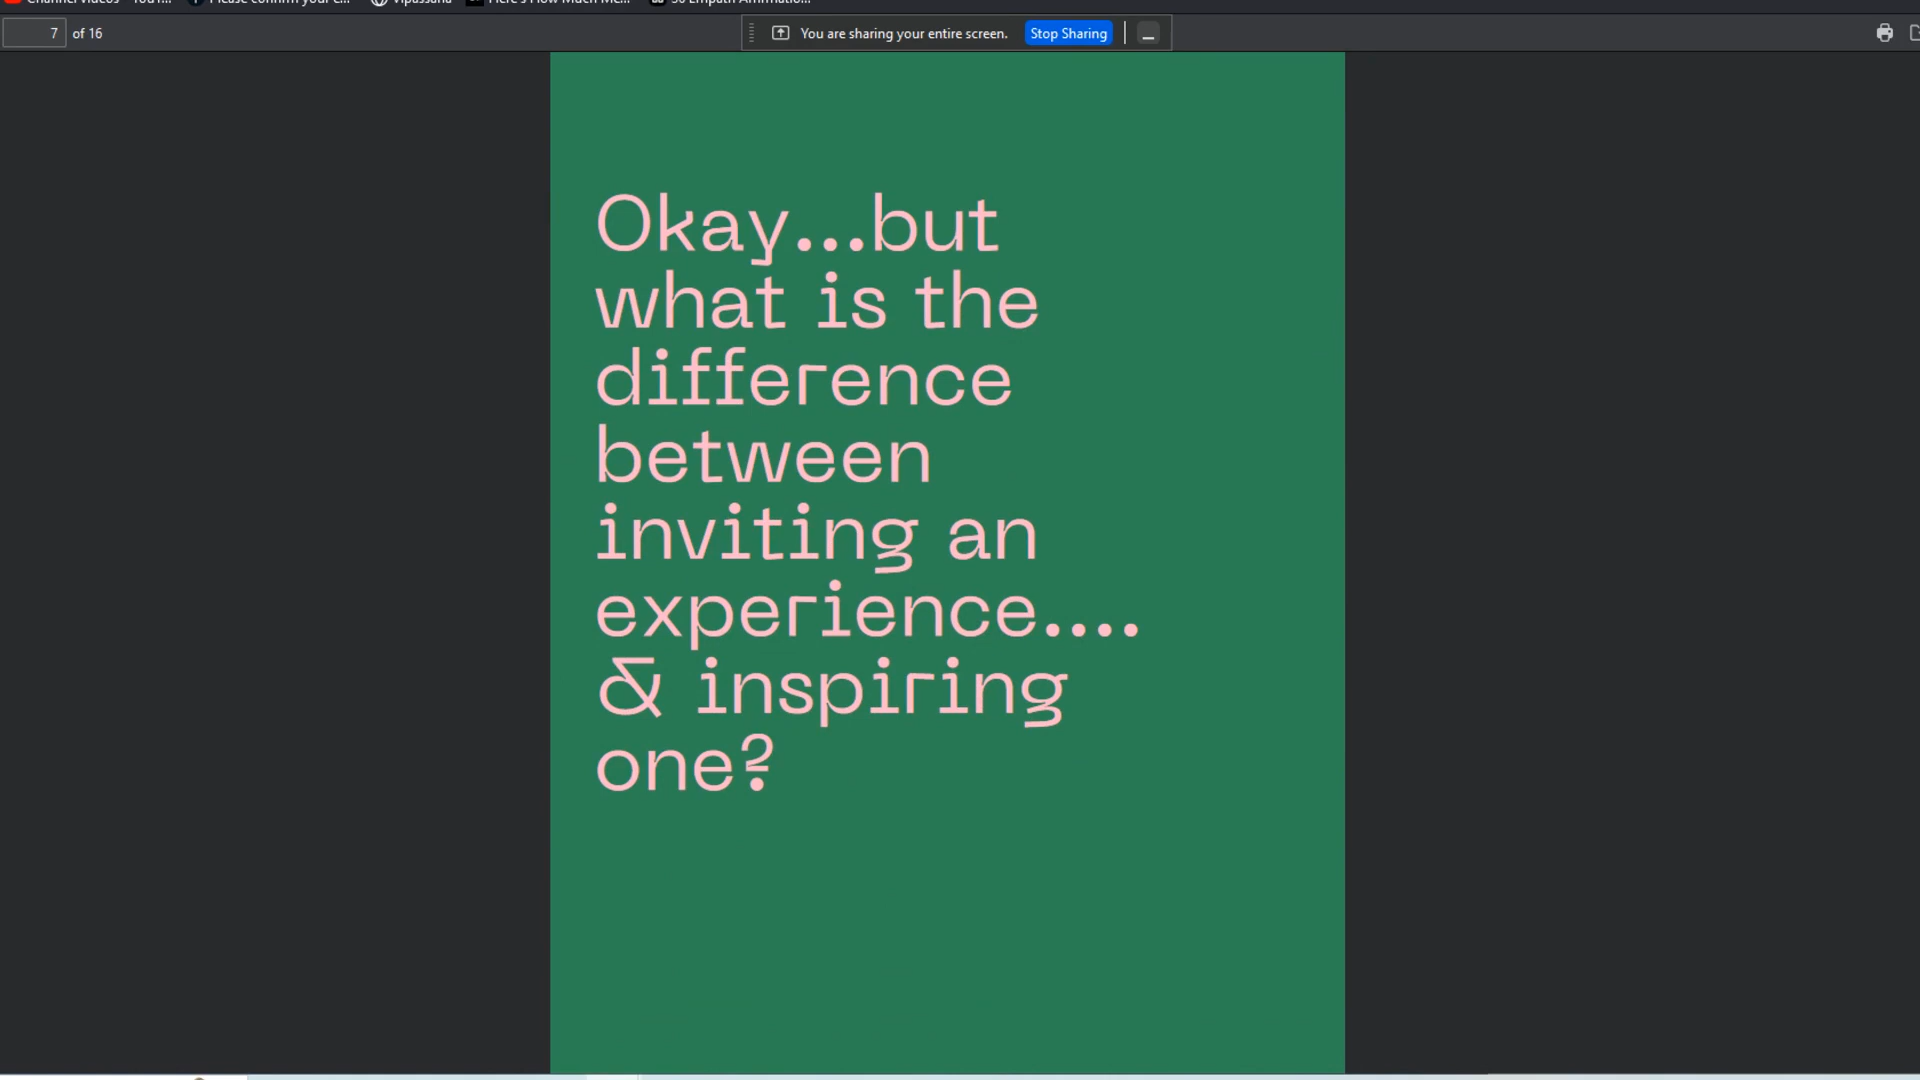 Vipassana
7 of 16
You are sharing your entire screen. Stop Sharing
Okay...but
what is the
difference
between
inviting an
experience....
& inspiring
one?